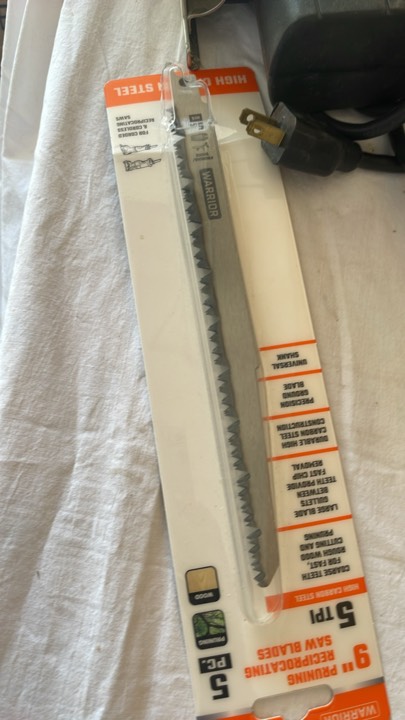 WARRIOR
9" PRUNING
RECIPROCATING
SAW BLADES
5
PC.
5 TPI
HIGH CARBON STEEL
PRUNING
WOOD
COARSE TEETH
FOR FAST,
ROUGH WOOD
CUTTING AND
PRUNING
LARGE BLADE
GULLETS
BETWEEN
TEETH PROVIDE
FAST CHIP
REMOVAL
DURABLE HIGH
CARBON STEEL
CONSTRUCTION
PRECISION
GROUND
BLADE
UNIVERSAL
SHANK
WARRIOR
5
FOR CORDED
& CORDLESS
RECIPROCATING
SAWS
HIGH
STEEL